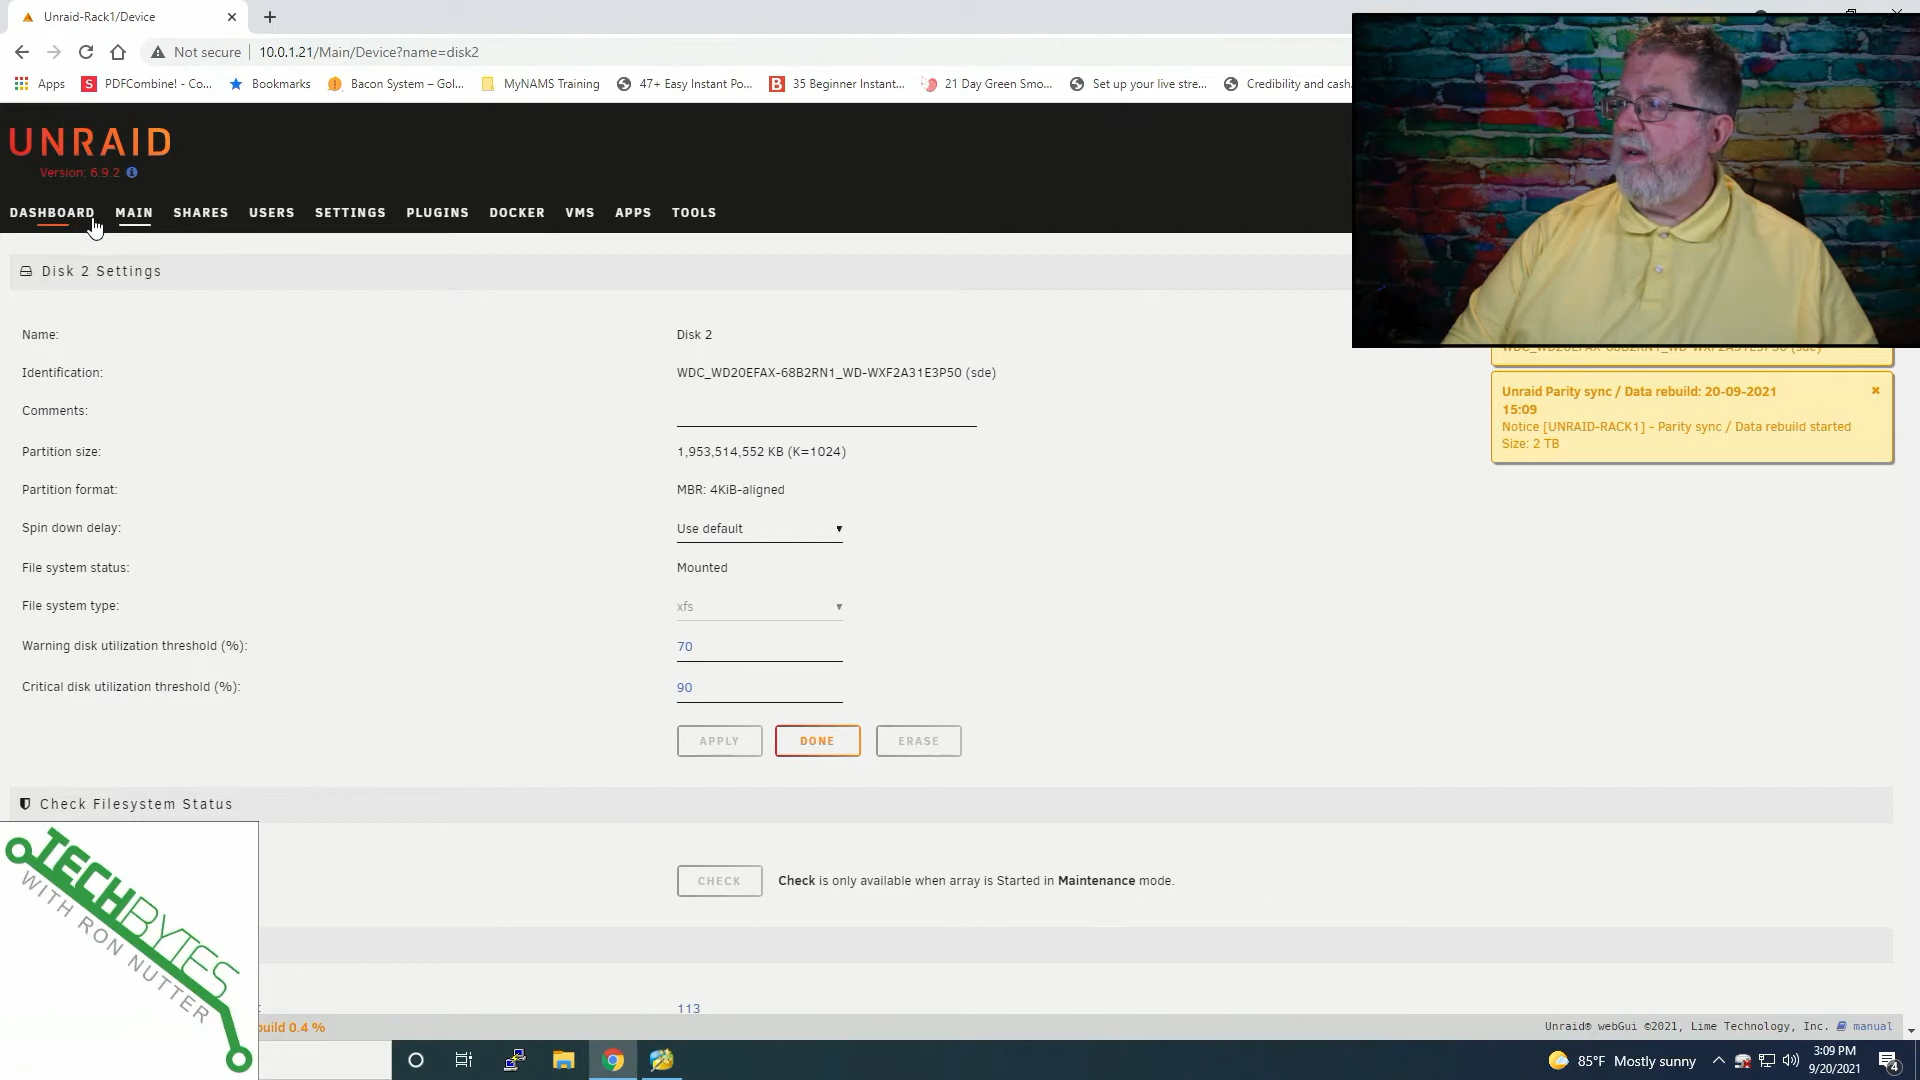 Unraid-Rack1/Device
Not secure
10.0.1.21/Main/Device?name=disk2
Apps
PDFCombine! - Co...
Bookmarks
Bacon System – Gol...
MyNAMS Training
47+ Easy Instant Po...
35 Beginner Instant...
21 Day Green Smo...
Set up your live stre...
Credibility and cash
UNRAID
Version: 6.9.2
DASHBOARD
MAIN
SHARES
USERS
SETTINGS
PLUGINS
DOCKER
VMS
APPS
TOOLS
Disk 2 Settings
Name:
Disk 2
Identification:
WDC_WD20EFAX-68B2RN1_WD-WXF2A31E3P50 (sde)
Comments:
Partition size:
1,953,514,552 KB (K=1024)
Partition format:
MBR: 4KiB-aligned
Spin down delay:
Use default
File system status:
Mounted
File system type:
xfs
Warning disk utilization threshold (%):
70
Critical disk utilization threshold (%):
90
APPLY
DONE
ERASE
Unraid Parity sync / Data rebuild: 20-09-2021
15:09
Notice [UNRAID-RACK1] - Parity sync / Data rebuild started
Size: 2 TB
Check Filesystem Status
CHECK
Check is only available when array is Started in Maintenance mode.
113
TECHBYTES
WITH RON NUTTER
build 0.4 %
Unraid® webGui ©2021, Lime Technology, Inc.
manual
85°F Mostly sunny
3:09 PM
9/20/2021
4